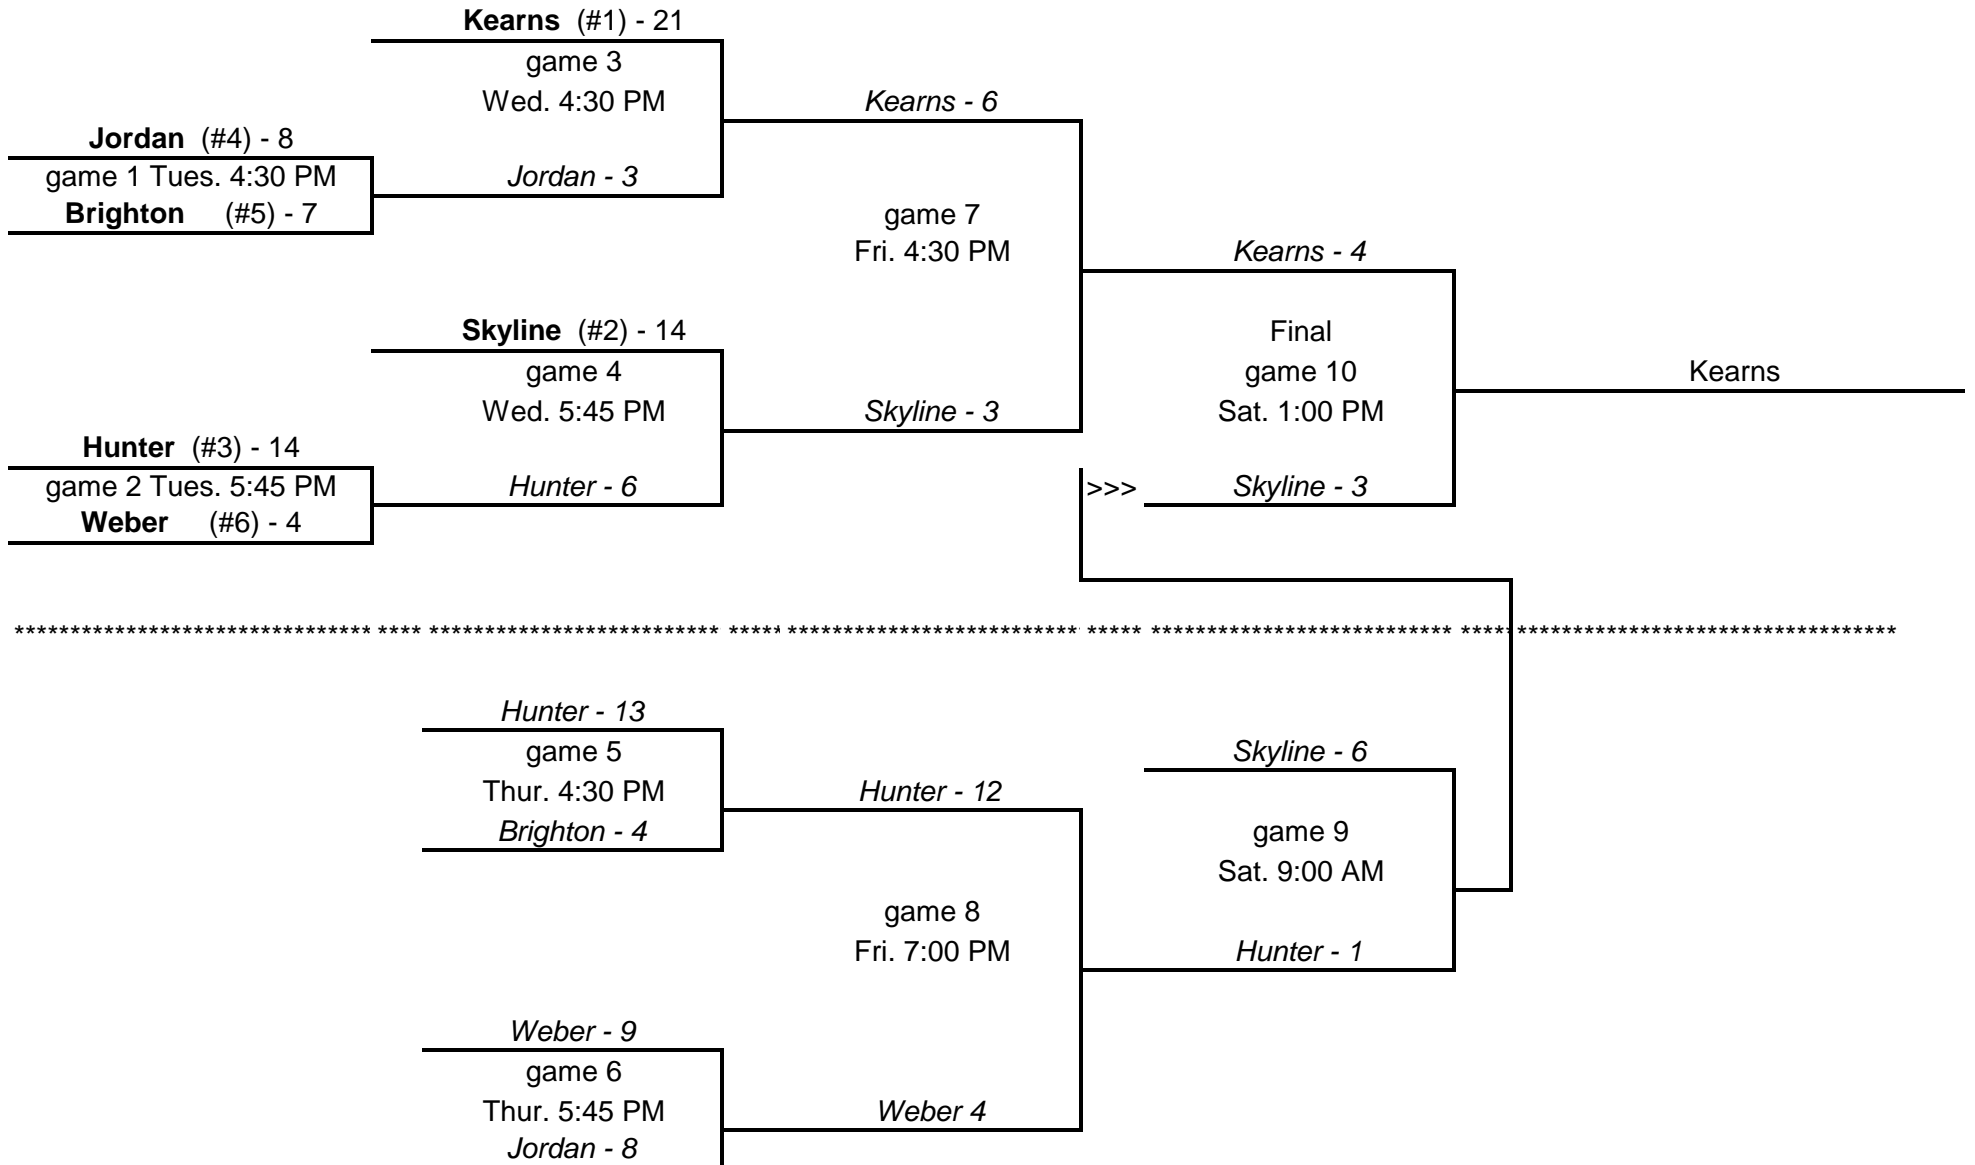 Kearns (#1) - 21
game 3
Wed. 4:30 PM
Kearns - 6
Jordan (#4) - 8
game 1 Tues. 4:30 PM
Jordan - 3
Brighton (#5) - 7
game 7
Fri. 4:30 PM
Kearns - 4
Skyline (#2) - 14
Final
game 4
game 10
Kearns
Wed. 5:45 PM
Skyline - 3
Sat. 1:00 PM
Hunter (#3) - 14
game 2 Tues. 5:45 PM
Hunter - 6
>>>
Skyline - 3
Weber (#6) - 4
******************************** **** ************************** ***** ************************** ***** *************************** ***************************************
Hunter - 13
game 5
Skyline - 6
Thur. 4:30 PM
Hunter - 12
Brighton - 4
game 9
Sat. 9:00 AM
game 8
Fri. 7:00 PM
Hunter - 1
Weber - 9
game 6
Thur. 5:45 PM
Weber 4
Jordan - 8